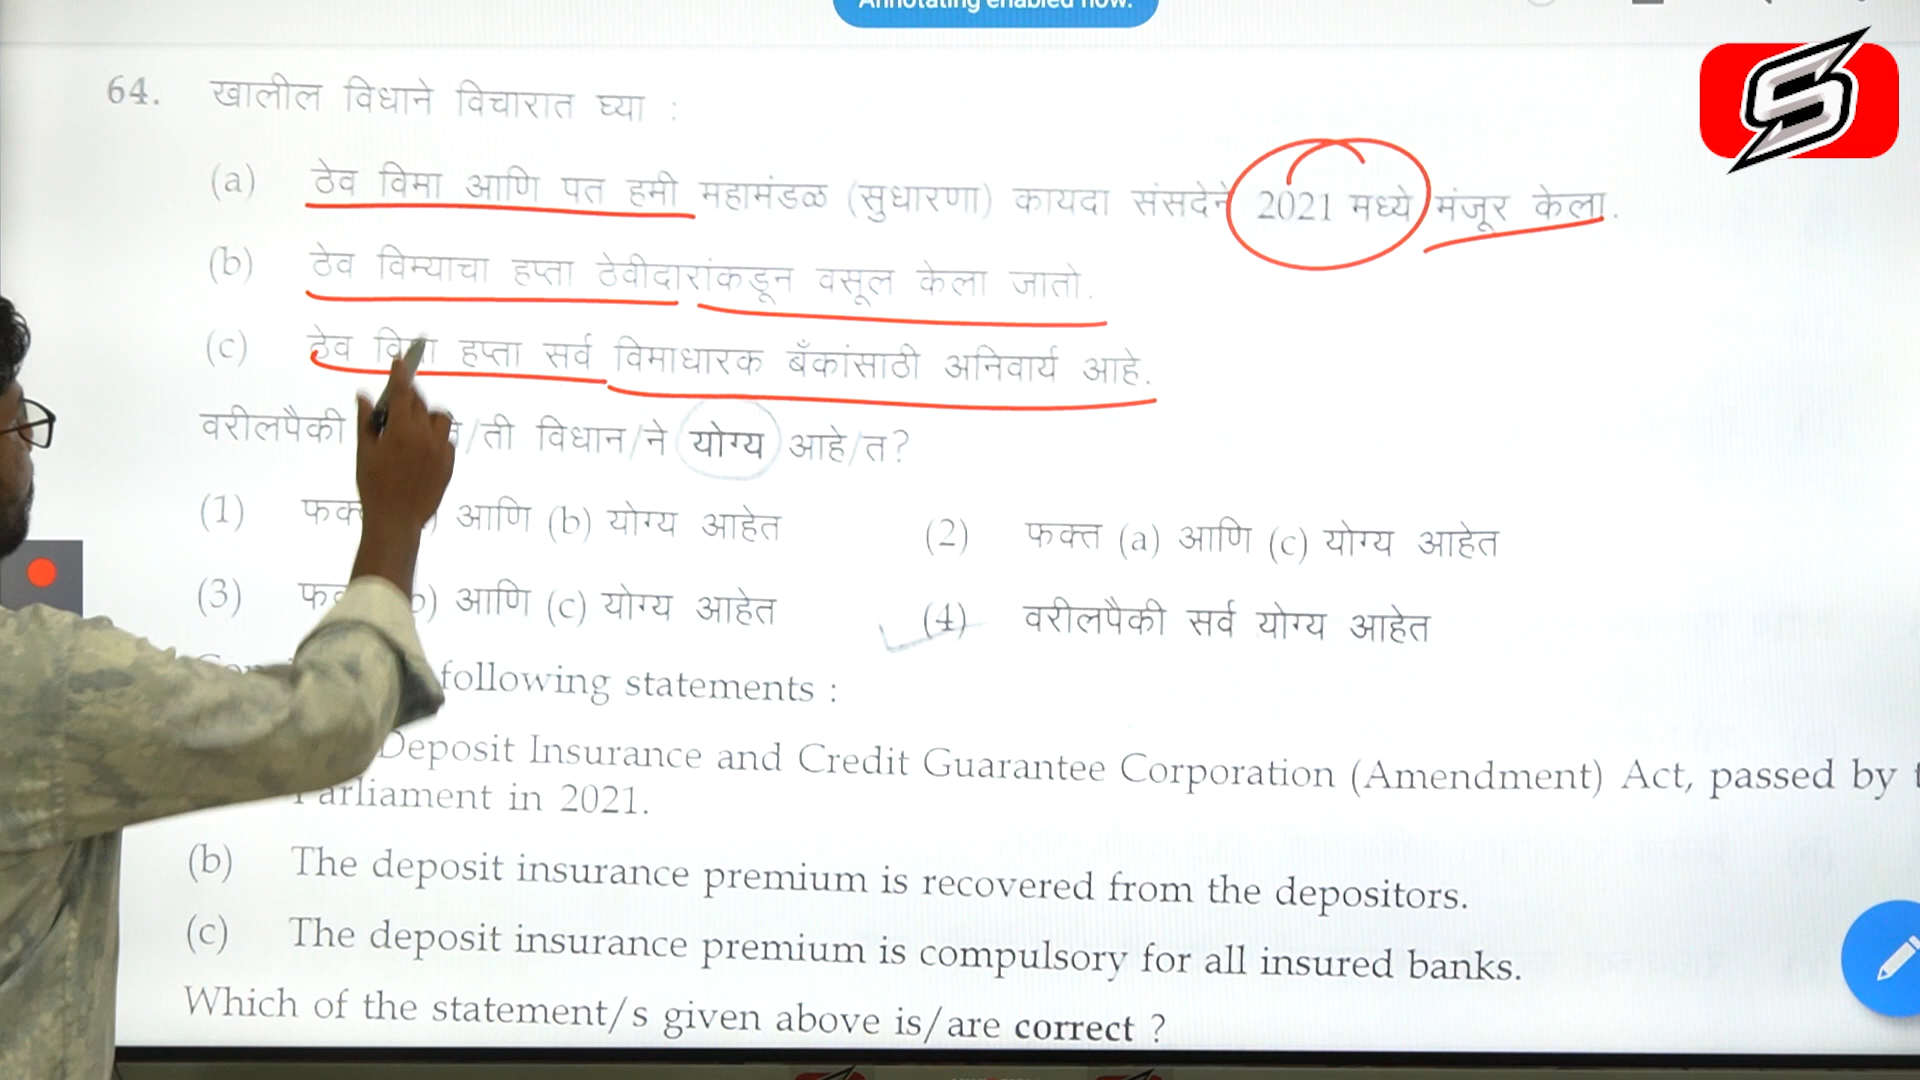 Annotating enabled now.
64. खालील विधाने विचारात घ्या :
(a) ठेव विमा आणि पत हमी महामंडळ (सुधारणा) कायदा संसदेने 2021 मध्ये मंजूर केला.
(b) ठेव विम्याचा हप्ता ठेवीदारांकडून वसूल केला जातो.
(c) ठेव विमा हप्ता सर्व विमाधारक बँकांसाठी अनिवार्य आहे.
वरीलपैकी /ती विधान/ने योग्य आहे/त?
(1) फक्त आणि (b) योग्य आहेत (2) फक्त (a) आणि (c) योग्य आहेत
(3) आणि (c) योग्य आहेत (4) वरीलपैकी सर्व योग्य आहेत
following statements :
Deposit Insurance and Credit Guarantee Corporation (Amendment) Act, passed by
Parliament in 2021.
(b) The deposit insurance premium is recovered from the depositors.
(c) The deposit insurance premium is compulsory for all insured banks.
Which of the statement/s given above is/are correct ?